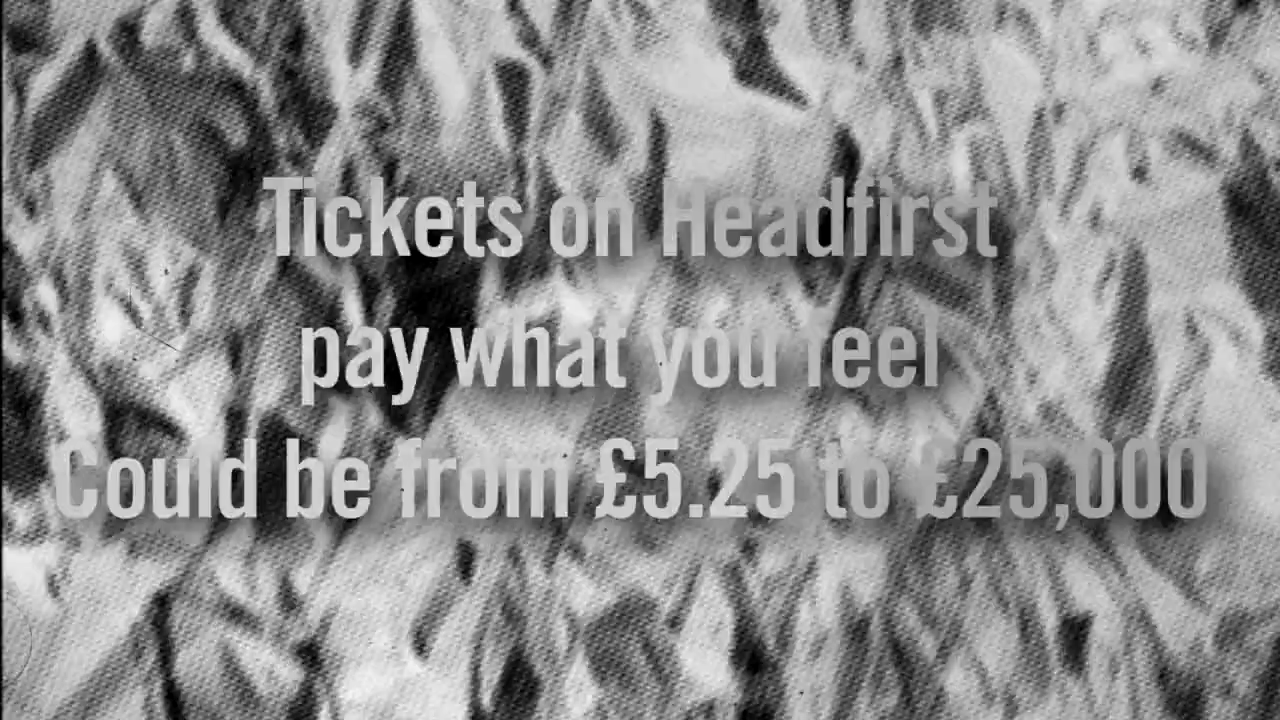 Tickets on Headfirst
pay what you feel
Could be from £5.25 to £25,000